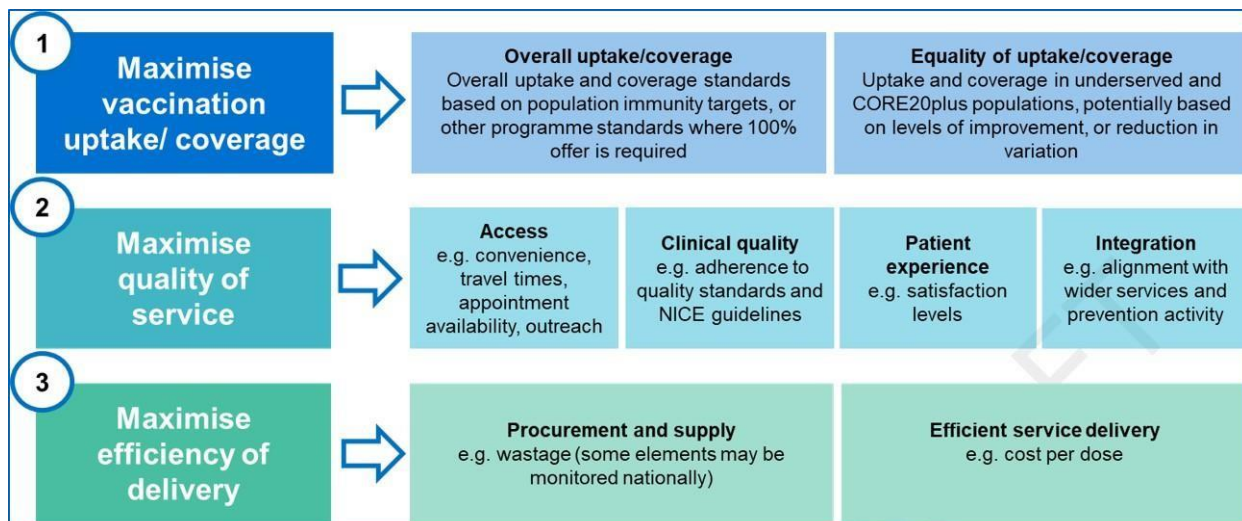 1
Maximise
vaccination
uptake/ coverage
Overall uptake/coverage
Overall uptake and coverage standards
based on population immunity targets, or
other programme standards where 100%
offer is required
Equality of uptake/coverage
Uptake and coverage in underserved and
CORE20plus populations, potentially based
on levels of improvement, or reduction in
variation
2
Maximise
quality of
service
Access
e.g. convenience,
travel times,
appointment
availability, outreach
Clinical quality
e.g. adherence to
quality standards and
NICE guidelines
Patient
experience
e.g. satisfaction
levels
Integration
e.g. alignment with
wider services and
prevention activity
3
Maximise
efficiency of
delivery
Procurement and supply
e.g. wastage (some elements may be
monitored nationally)
Efficient service delivery
e.g. cost per dose